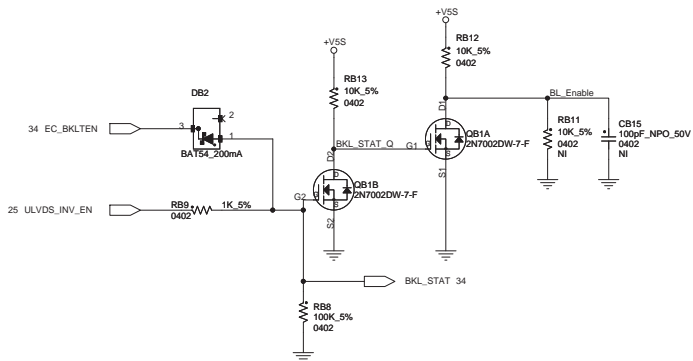 +V5S
+V5S
RB12
10K_5%
0402
RB13
10K_5%
0402
DB2
2
3
1
BAT54_200mA
34 EC_BKLTEN
BL_Enable
D1
D
G1
S
S1
QB1A
2N7002DW-7-F
RB11
10K_5%
0402
NI
CB15
100pF_NPO_50V
0402
NI
BKL_STAT_Q
D2
D
G2
S
S2
QB1B
2N7002DW-7-F
25 ULVDS_INV_EN
RB9
0402
1K_5%
BKL_STAT 34
RB8
100K_5%
0402